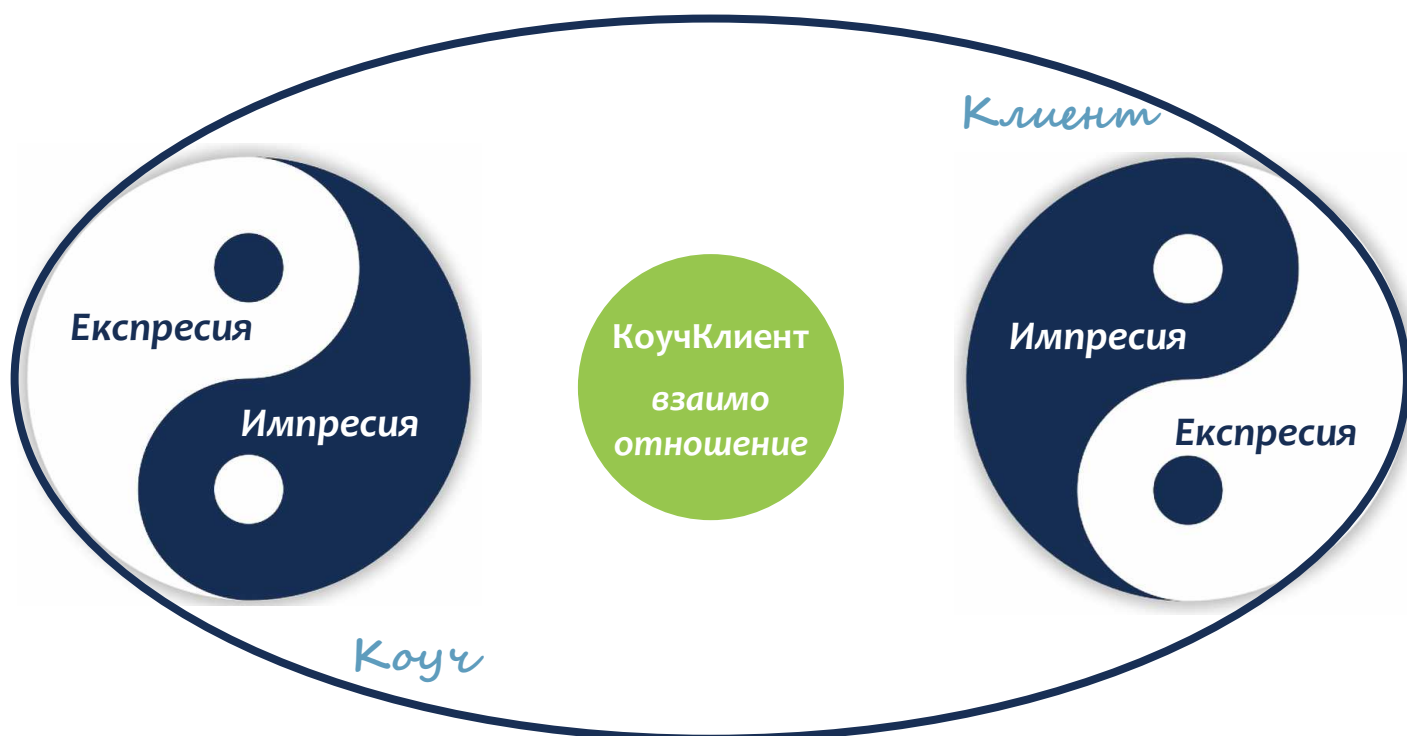 Клиент
Експресия
Импресия
КоучКлиент
взаимо
отношение
Импресия
Експресия
Коуч